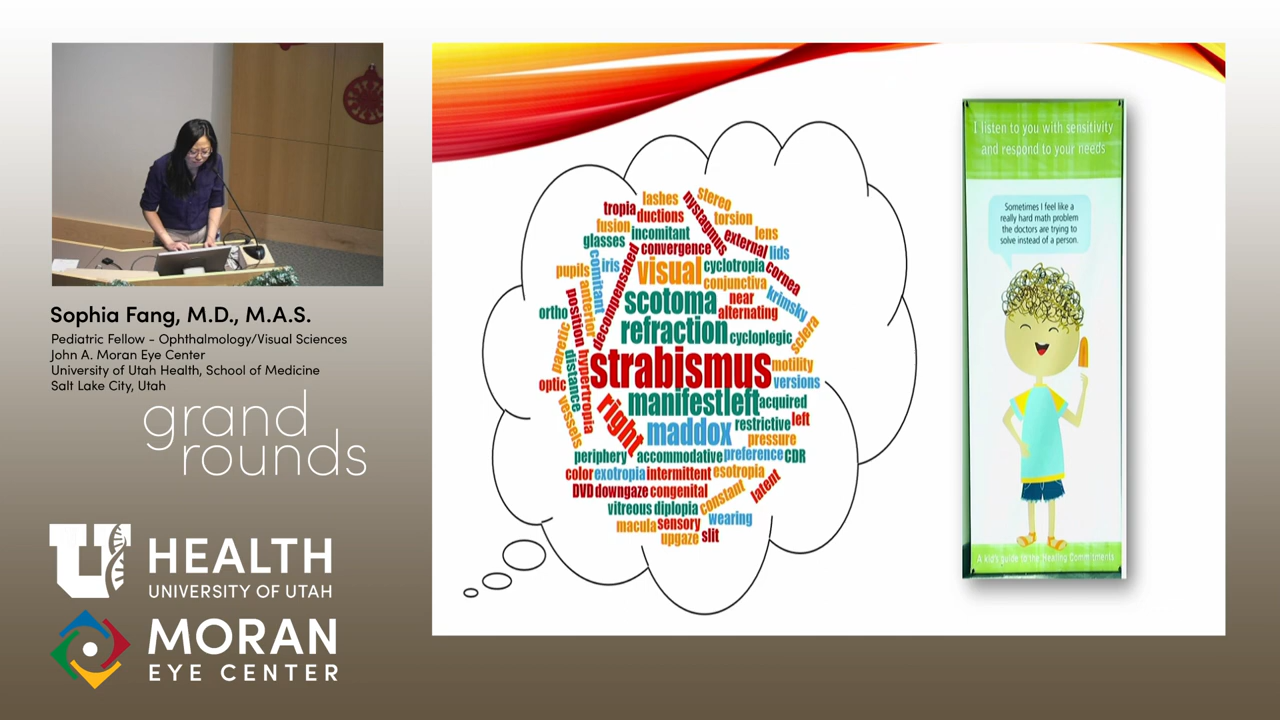 Sophia Fang, M.D., M.A.S.
Pediatric Fellow - Ophthalmology/Visual Sciences
John A. Moran Eye Center
University of Utah Health, School of Medicine
Salt Lake City, Utah
grand
rounds
U HEALTH
UNIVERSITY OF UTAH
MORAN
EYE CENTER
lashes
stereo
tropia
ductions
nystagmus
torsion
fusion
incomitant
external
lens
glasses
convergence
lids
comitant
iris
decompensated
visual
cyclotropia
cornea
pupils
anterior
conjunctiva
krimsky
position
scotoma
near
alternating
ortho
refraction
cycloplegic
sclera
paretic
distance
hypertropia
strabismus
motility
versions
optic
vessels
right
manifest
left
acquired
maddox
restrictive
left
pressure
periphery
accommodative
preference
CDR
color
exotropia
intermittent
esotropia
DVD
downgaze
congenital
constant
latent
vitreous
diplopia
macula
sensory
wearing
upgaze
slit
I listen to you with sensitivity
and respond to your needs
Sometimes I feel like a
really hard math problem
the doctors are trying to
solve instead of a person.
A kid's guide to the Healing Commitments